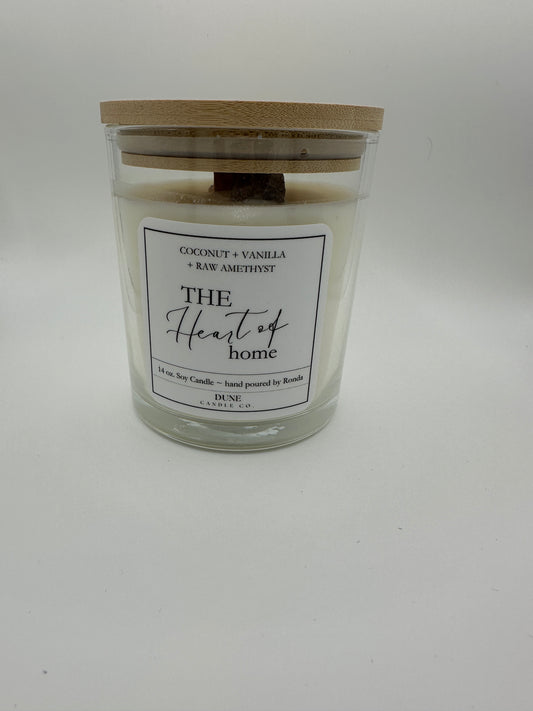 COCONUT + VANILLA
+ RAW AMETHYST
THE
Heart of
home
14 oz. Soy Candle ~ hand poured by Ronda
DUNE
CANDLE CO.